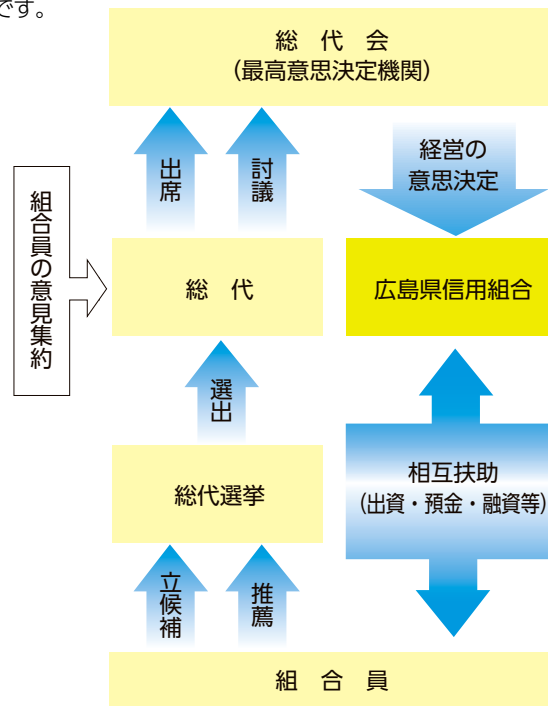 です。
総代会
(最高意思決定機関)
出席
討議
経営の
意思決定
組合員の意見集約
総代
広島県信用組合
選出
総代選挙
相互扶助
(出資・預金・融資等)
立候補
推薦
組合員